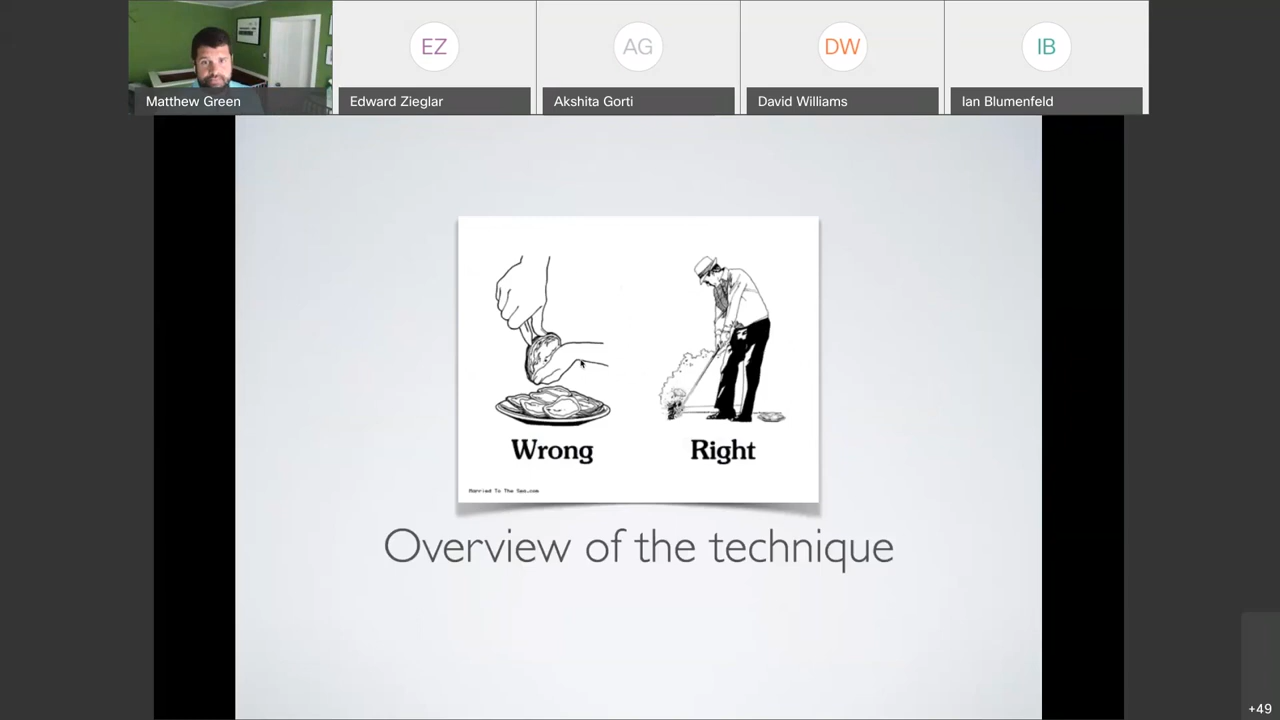 EZ
AG
DW
IB
Matthew Green
Edward Zieglar
Akshita Gorti
David Williams
Ian Blumenfeld
Wrong
Right
Married To The Sea.com
Overview of the technique
+49